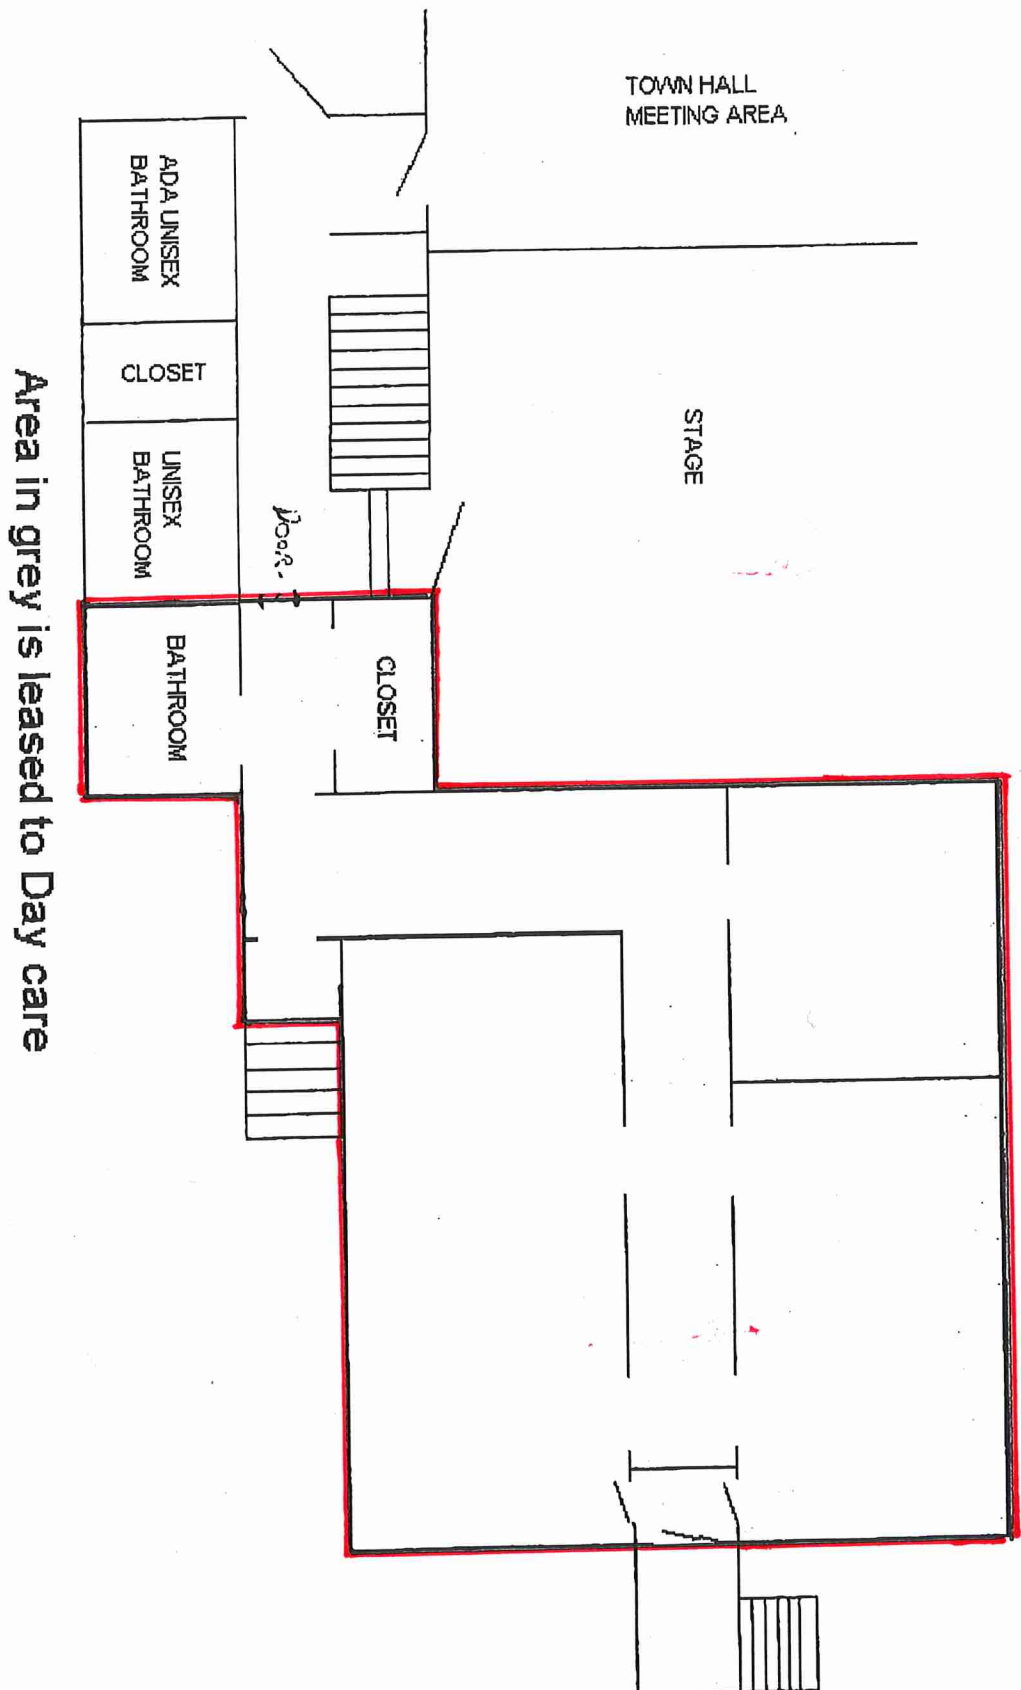 TOWN HALL
MEETING AREA
STAGE
ADA UNISEX
BATHROOM
CLOSET
UNISEX
BATHROOM
Door
BATHROOM
CLOSET
Area in grey is leased to Day care